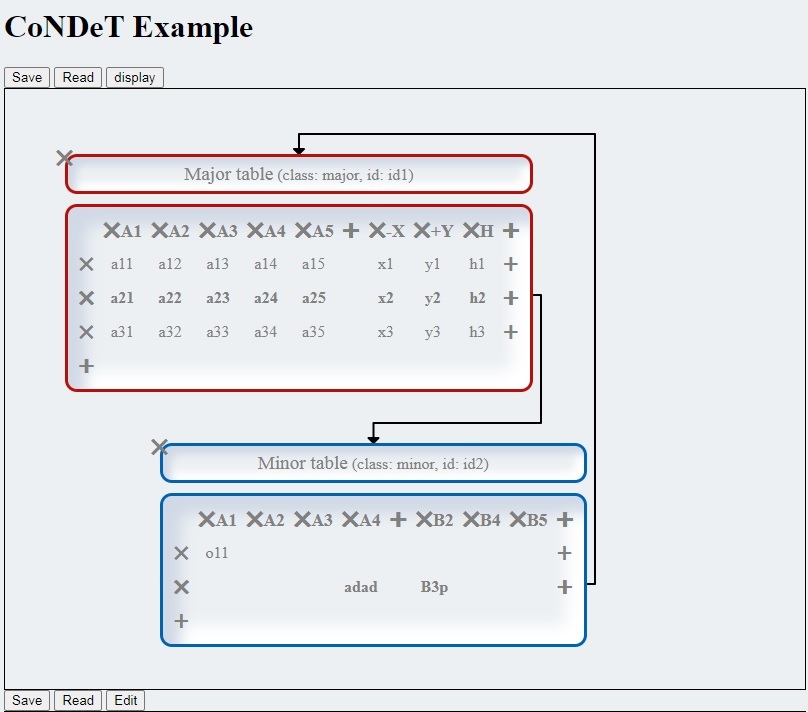 CoNDeT Example
Save Read display
Major table (class: major, id: id1)
A1 A2 A3 A4 A5 + -X +Y H +
a11 a12 a13 a14 a15 x1 y1 h1 +
a21 a22 a23 a24 a25 x2 y2 h2 +
a31 a32 a33 a34 a35 x3 y3 h3 +
+
Minor table (class: minor, id: id2)
A1 A2 A3 A4 + B2 B4 B5 +
o11 +
adad B3p +
+
Save Read Edit